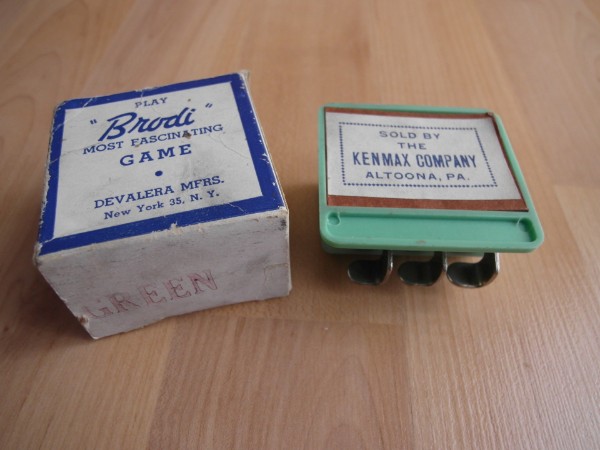 PLAY
"Brodi"
MOST FASCINATING
GAME
DEVALERA MFRS.
New York 35, N. Y.
GREEN
SOLD BY
THE
KENMAX COMPANY
ALTOONA, PA.